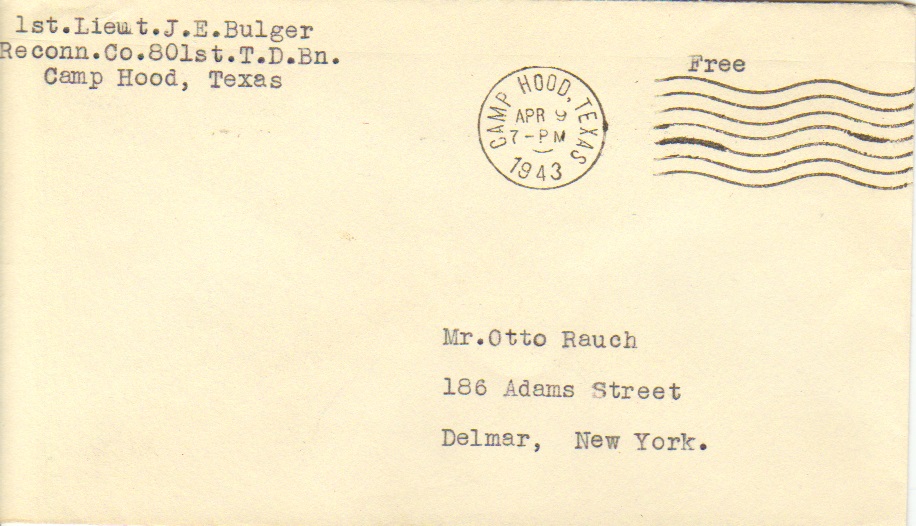 1st.Lieut.J.E.Bulger
Reconn.Co.801st.T.D.Bn.
Camp Hood, Texas
Free
CAMP HOOD, TEXAS
APR 9
7-PM
1943
Mr.Otto Rauch
186 Adams Street
Delmar, New York.